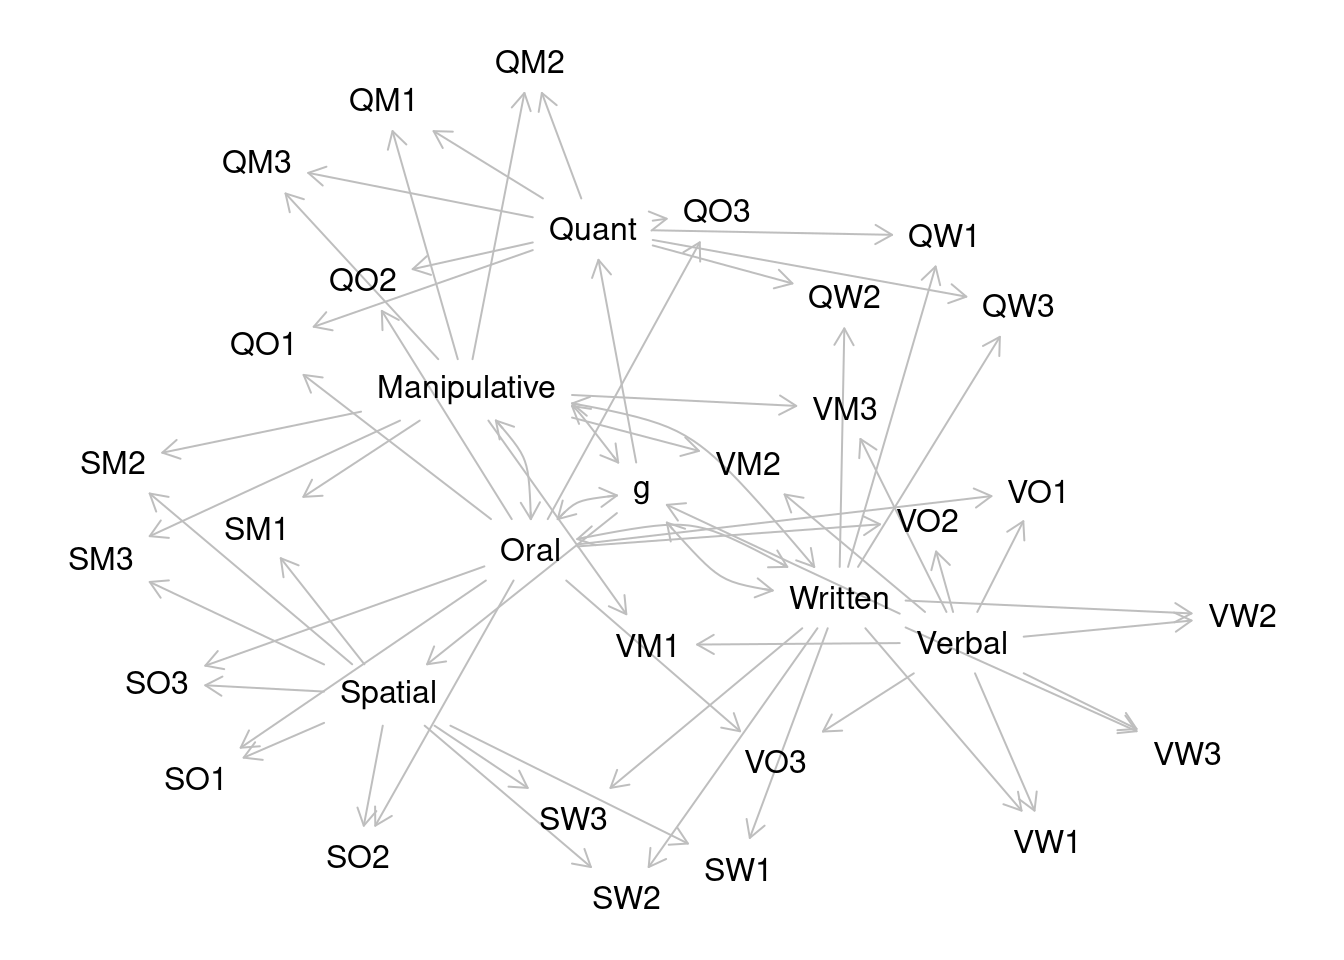 QM2
QM1
QM3
QO3
Quant
QW1
QO2
QW2
QW3
QO1
Manipulative
VM3
SM2
VM2
g
VO1
SM1
VO2
Oral
SM3
Written
VW2
VM1
Verbal
SO3
Spatial
VW3
VO3
SO1
SW3
VW1
SO2
SW1
SW2